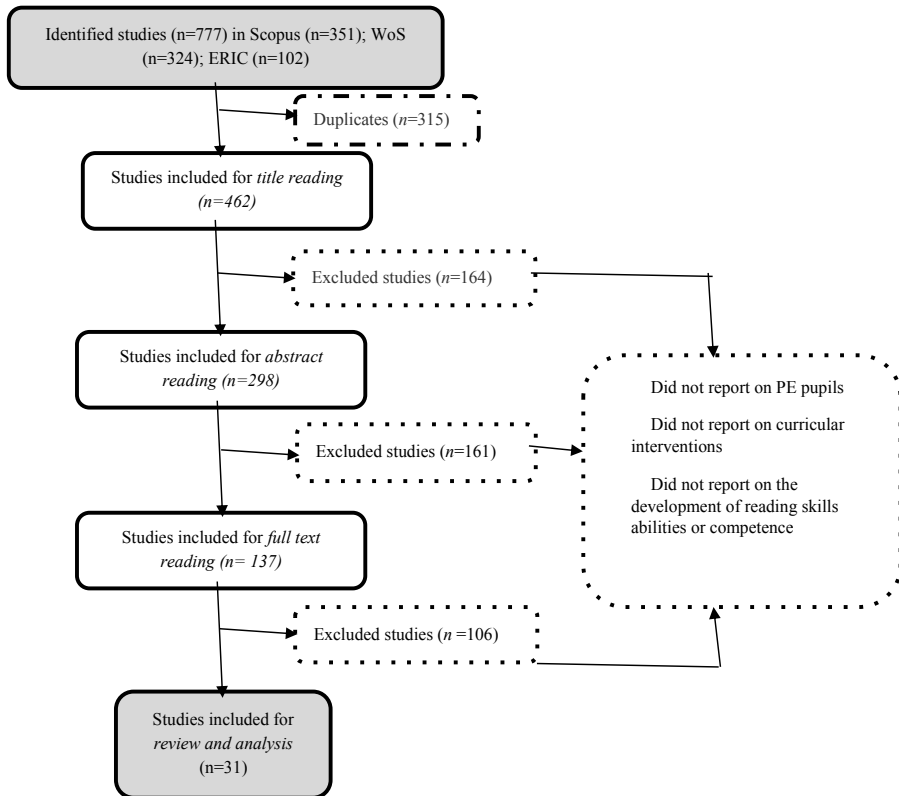 Identified studies (n=777) in Scopus (n=351); WoS
(n=324); ERIC (n=102)
Duplicates (n=315)
Studies included for title reading
(n=462)
Excluded studies (n=164)
Studies included for abstract
reading (n=298)
Did not report on PE pupils
Did not report on curricular
interventions
Did not report on the
development of reading skills
abilities or competence
Excluded studies (n=161)
Studies included for full text
reading (n= 137)
Excluded studies (n =106)
Studies included for
review and analysis
(n=31)